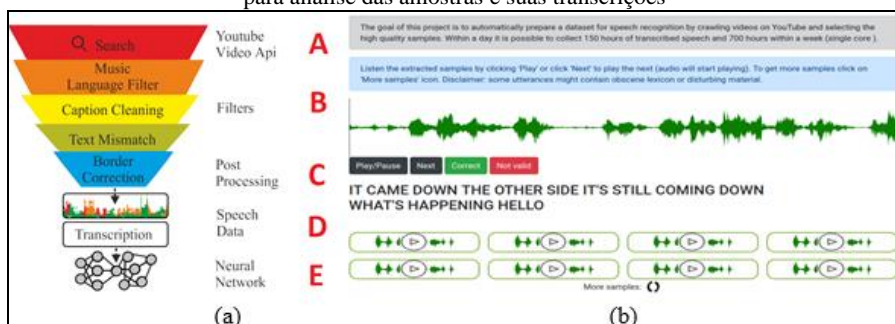 para análise das amostras e suas transcrições
Search
Music
Language Filter
Caption Cleaning
Text Mismatch
Border
Correction
Transcription
Youtube
Video Api
Filters
Post
Processing
Speech
Data
Neural
Network
(a)
A
The goal of this project is to automatically prepare a dataset for speech recognition by crawling videos on YouTube and selecting the
high quality samples. Within a day it is possible to collect 150 hours of transcribed speech and 700 hours within a week (single core ).
Listen the extracted samples by clicking 'Play' or click 'Next' to play the next (audio will start playing). To get more samples click on
'More samples' icon. Disclaimer: some utterances might contain obscene lexicon or disturbing material.
B
C
Play/Pause Next Correct Not valid
IT CAME DOWN THE OTHER SIDE IT'S STILL COMING DOWN
WHAT'S HAPPENING HELLO
D
E
More samples:
(b)